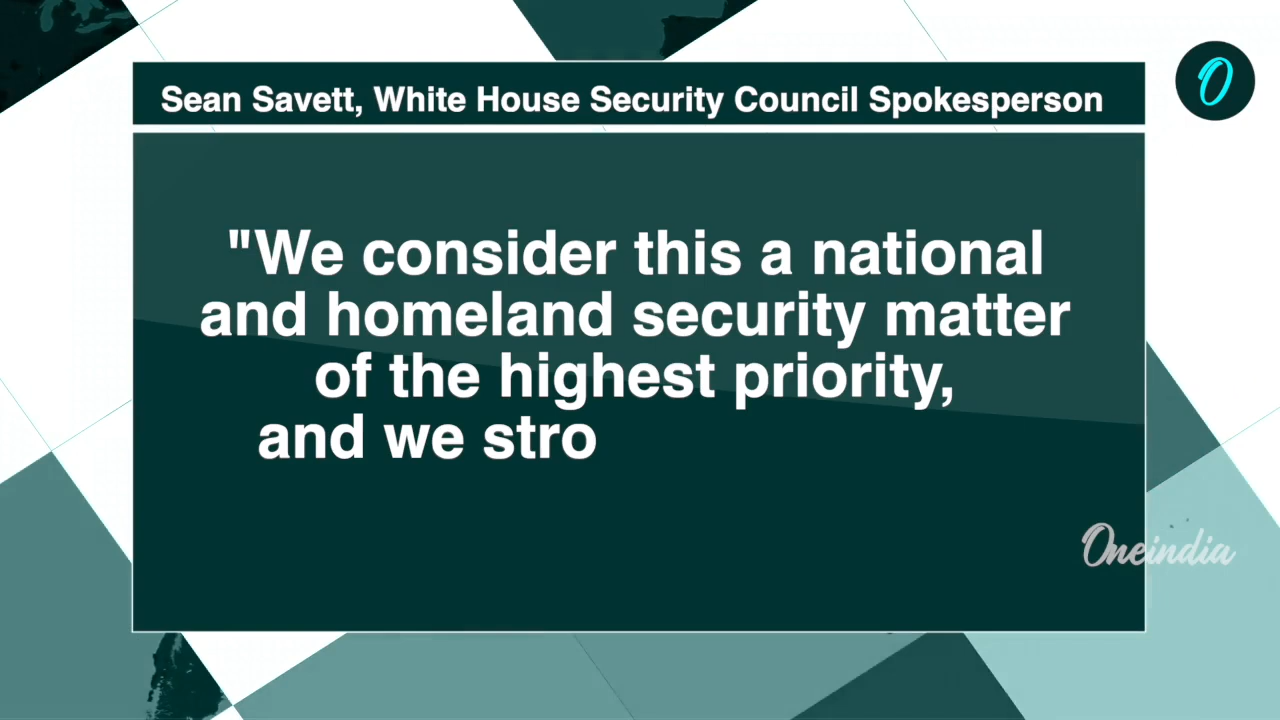 Sean Savett, White House Security Council Spokesperson
O
"We consider this a national
and homeland security matter
of the highest priority,
and we stro
Oneindia